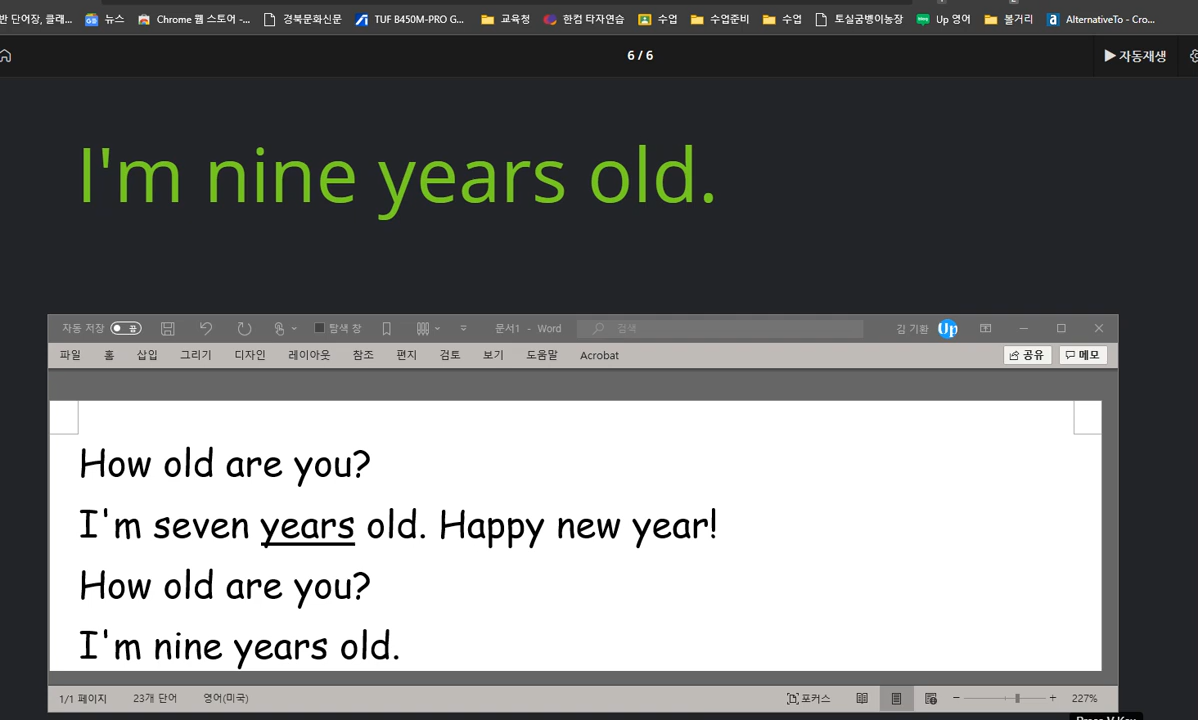 반 단어장, 클래... 뉴스 Chrome 웹 스토어 -... 경북문화신문 TUF B450M-PRO G... 교육청 한컴 타자연습 수업 수업준비 수업 토실굼벵이농장 Up 영어 볼거리 AlternativeTo - Cro...
6 / 6 자동재생
I'm nine years old.
자동 저장 끔 탐색 창 문서1 - Word 검색 김 기환 Up
파일 홈 삽입 그리기 디자인 레이아웃 참조 편지 검토 보기 도움말 Acrobat 공유 메모
How old are you?
I'm seven years old. Happy new year!
How old are you?
I'm nine years old.
1/1 페이지 23개 단어 영어(미국) 포커스 227%